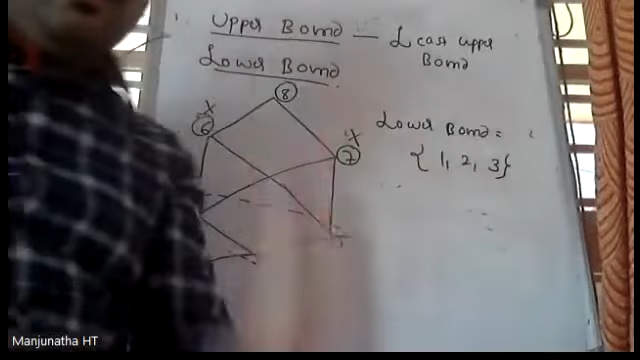 Upper Bond — Least upper
Bond
Lower Bond
8
x
6
x
7
Lower Bond =
{ 1, 2, 3}
Manjunatha HT